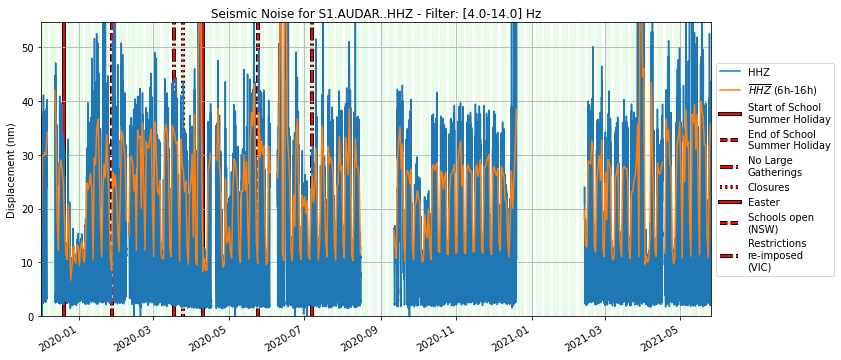 Seismic Noise for S1.AUDAR..HHZ - Filter: [4.0-14.0] Hz
Displacement (nm)
50
40
30
20
10
0
2020-01
2020-03
2020-05
2020-07
2020-09
2020-11
2021-01
2021-03
2021-05
HHZ
HHZ (6h-16h)
Start of School
Summer Holiday
End of School
Summer Holiday
No Large
Gatherings
Closures
Easter
Schools open
(NSW)
Restrictions
re-imposed
(VIC)